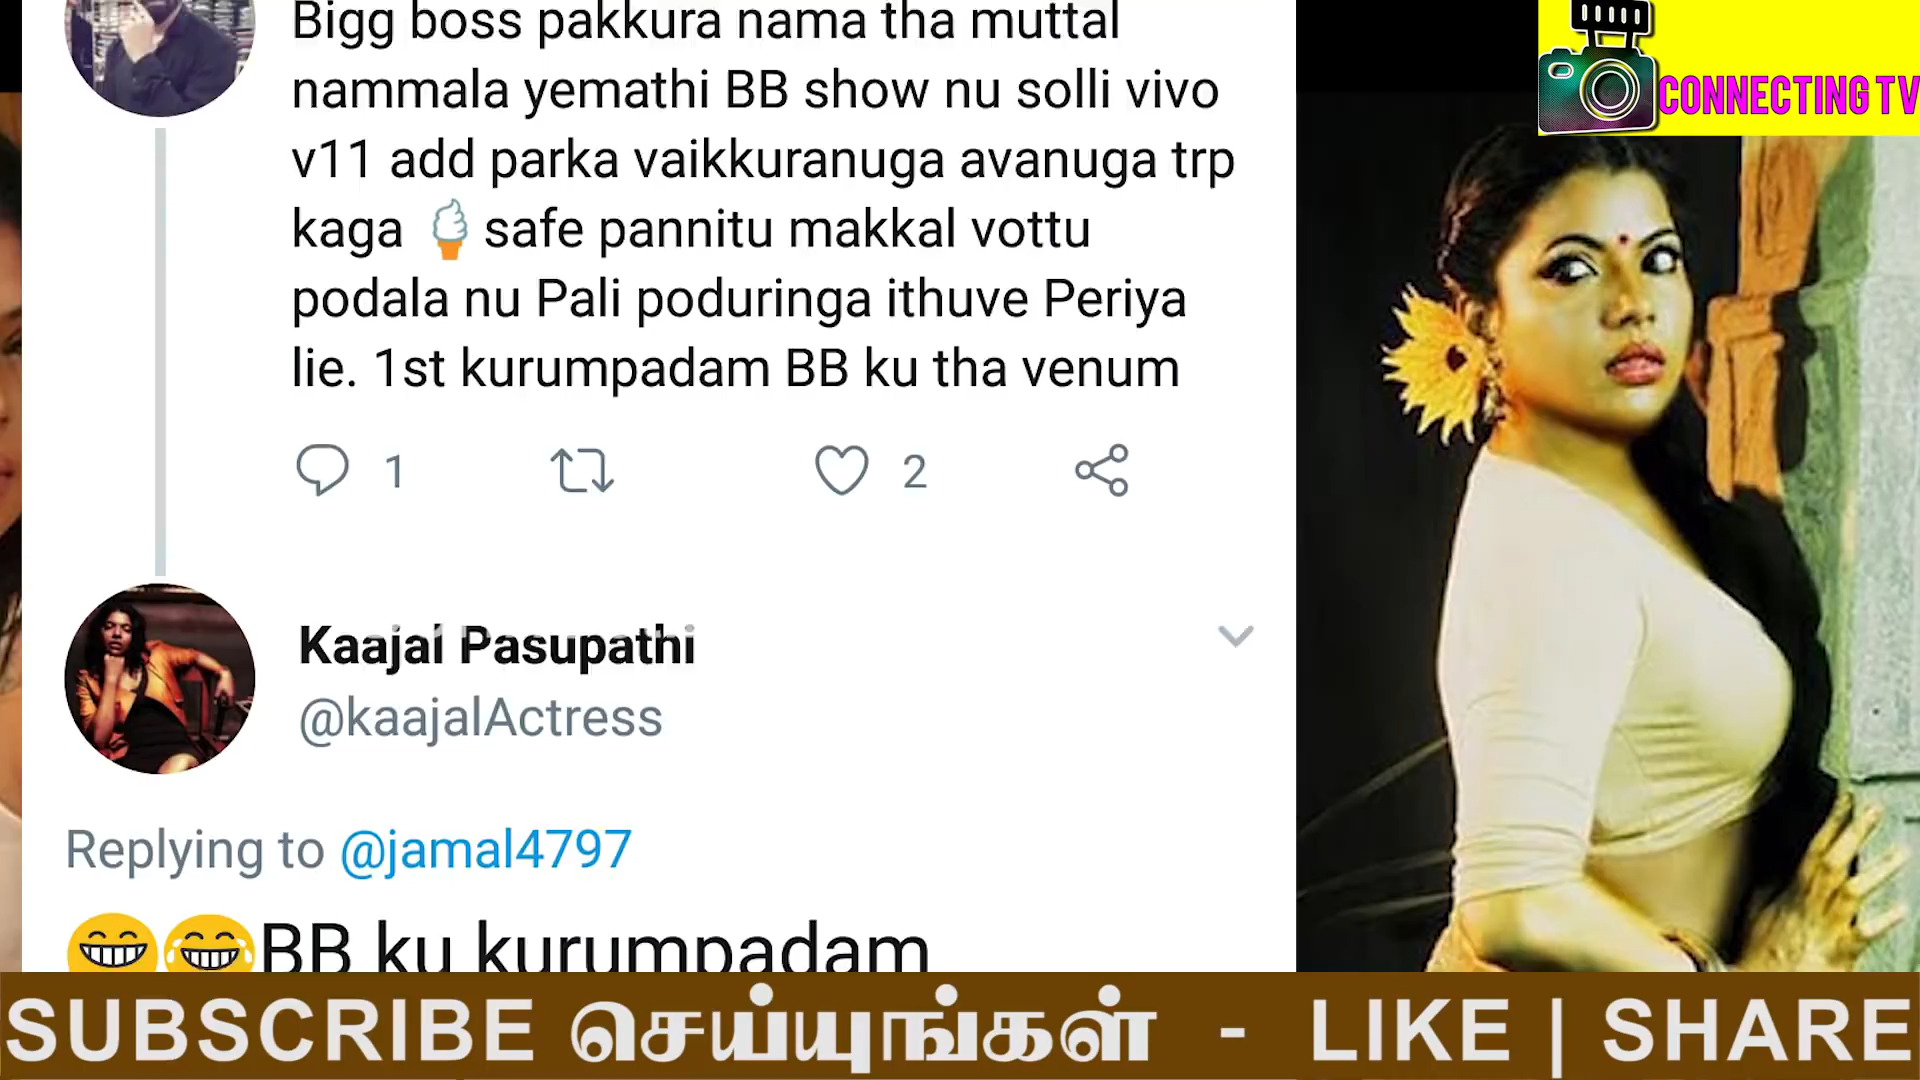 Bigg boss pakkura nama tha muttal
nammala yemathi BB show nu solli vivo
v11 add parka vaikkuranuga avanuga trp
kaga 🍦 safe pannitu makkal vottu
podala nu Pali poduringa ithuve Periya
lie. 1st kurumpadam BB ku tha venum
1 2
Kaajal Pasupathi
@kaajalActress
Replying to @jamal4797
😁😂BB ku kurumpadam
CONNECTING TV
SUBSCRIBE செய்யுங்கள் - LIKE | SHARE